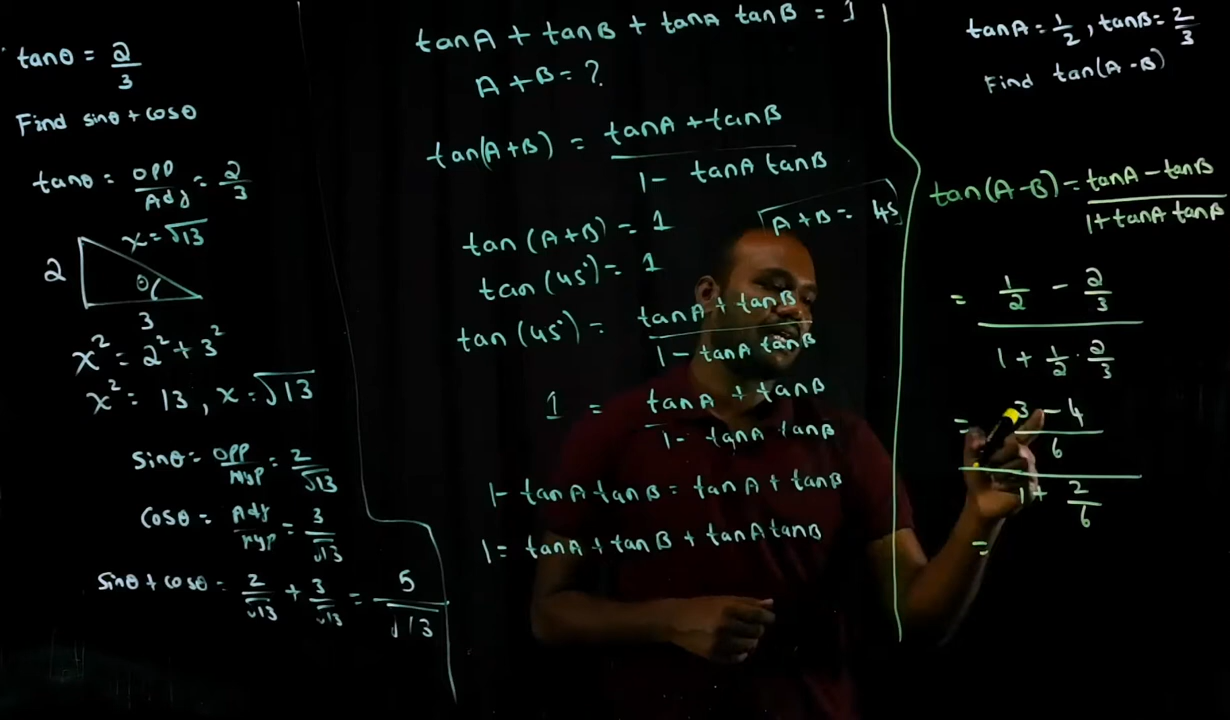 tanθ = 2/3
Find sinθ + cosθ
tanθ = opp/Adj = 2/3
x = √13
2
θ
3
x² = 2² + 3²
x² = 13, x = √13
sinθ = opp/Hyp = 2/√13
cosθ = Adj/Hyp = 3/√13
sinθ + cosθ = 2/√13 + 3/√13 = 5/√13
tanA + tanB + tanA tanB = 1
A + B = ?
tan(A+B) = (tanA + tanB)/(1 - tanA tanB)
tan(A+B) = 1
A + B = 45
tan(45°) = 1
tan(45°) = (tanA + tanB)/(1 - tanA tanB)
1 = (tanA + tanB)/(1 - tanA tanB)
1 - tanA tanB = tanA + tanB
1 = tanA + tanB + tanA tanB
tanA = 1/2, tanB = 2/3
Find tan(A - B)
tan(A - B) = (tanA - tanB)/(1 + tanA tanB)
= (1/2 - 2/3)/(1 + 1/2 · 2/3)
= ((3 - 4)/6)/(1 + 2/6)
=